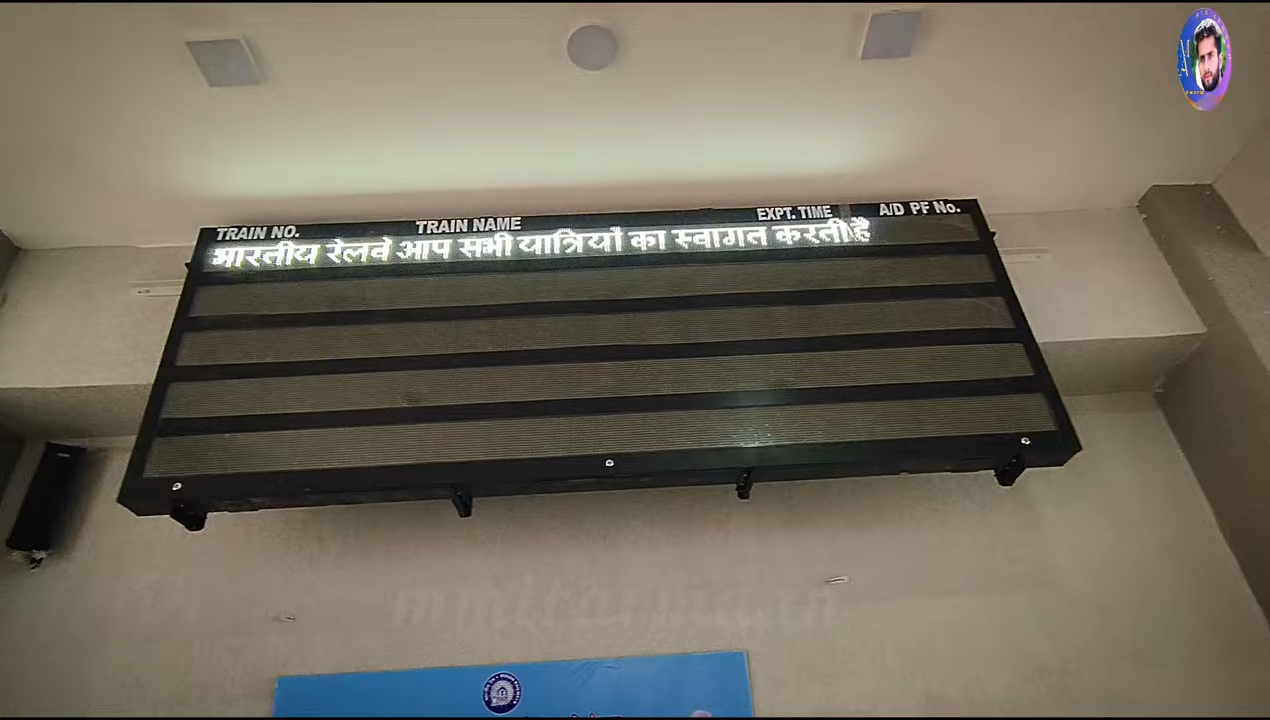 TRAIN NO. TRAIN NAME EXPT. TIME A/D PF No.
भारतीय रेलवे आप सभी यात्रियों का स्वागत करती है